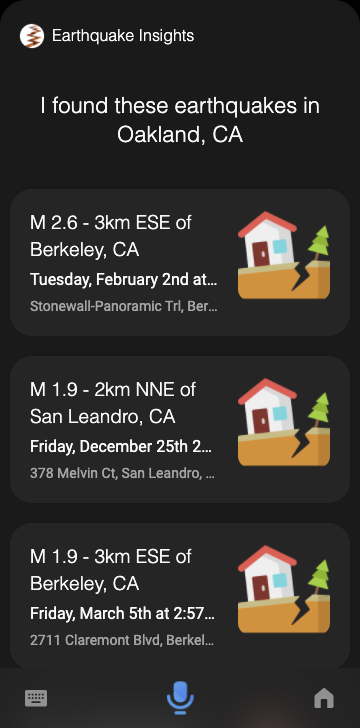 Earthquake Insights
I found these earthquakes in
Oakland, CA
M 2.6 - 3km ESE of
Berkeley, CA
Tuesday, February 2nd at...
Stonewall-Panoramic Trl, Ber...
M 1.9 - 2km NNE of
San Leandro, CA
Friday, December 25th 2...
378 Melvin Ct, San Leandro, ...
M 1.9 - 3km ESE of
Berkeley, CA
Friday, March 5th at 2:57...
2711 Claremont Blvd, Berkel...